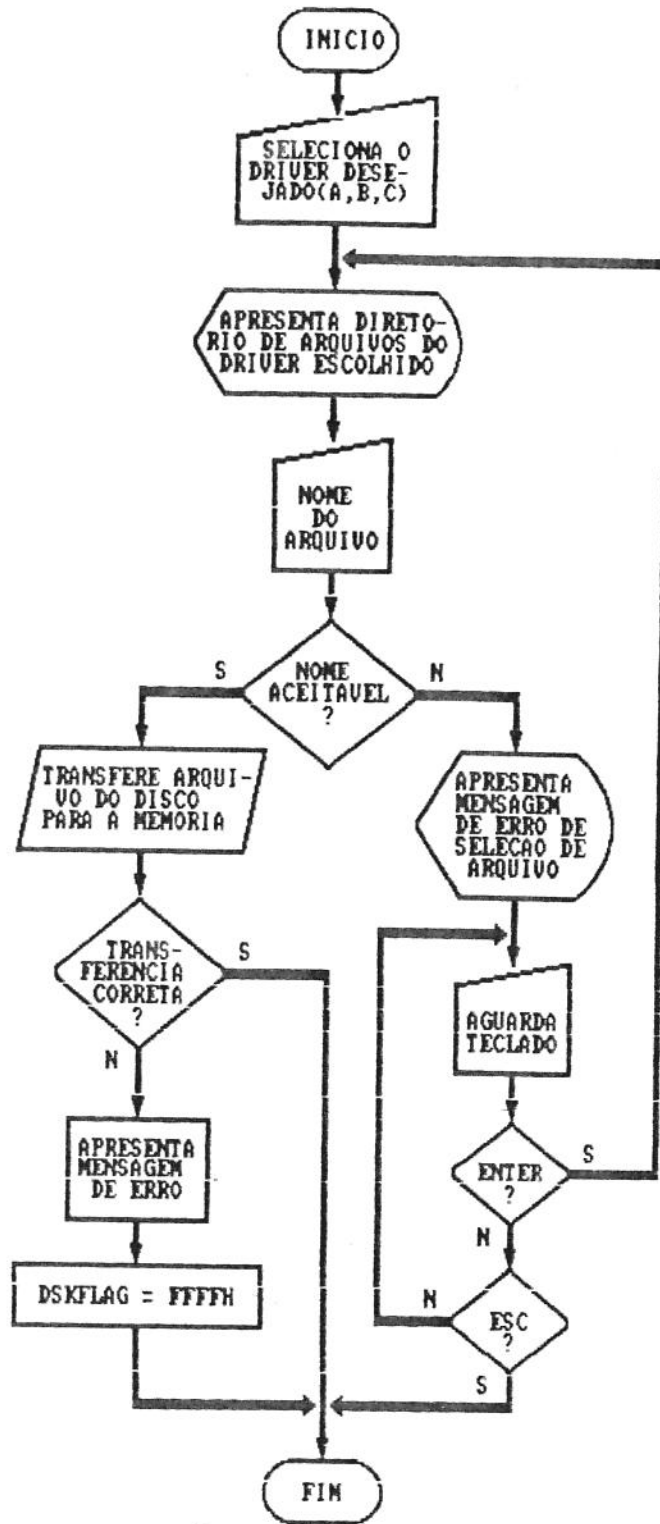 INICIO
SELECIONA O
DRIVER DESE-
JADO(A,B,C)
APRESENTA DIRETO-
RIO DE ARQUIVOS DO
DRIVER ESCOLHIDO
NOME
DO
ARQUIVO
NOME
ACEITAVEL
?
S
N
TRANSFERE ARQUI-
VO DO DISCO
PARA A MEMORIA
APRESENTA
MENSAGEM
DE ERRO DE
SELECAO DE
ARQUIVO
TRANS-
FERENCIA
CORRETA
?
S
N
AGUARDA
TECLADO
APRESENTA
MENSAGEM
DE ERRO
ENTER
?
S
N
DSKFLAG = FFFFH
ESC
?
N
S
FIM